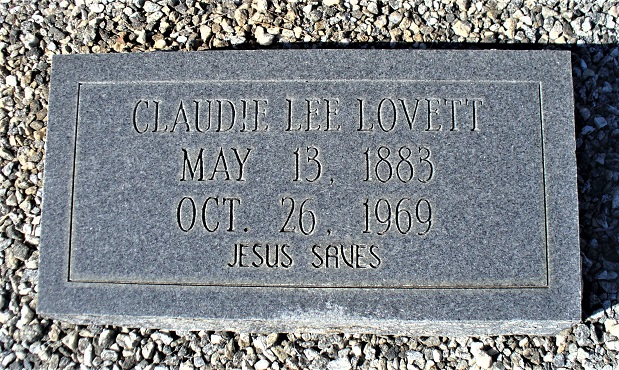 CLAUDIE LEE LOVETT
MAY 13, 1883
OCT. 26, 1969
JESUS SAVES